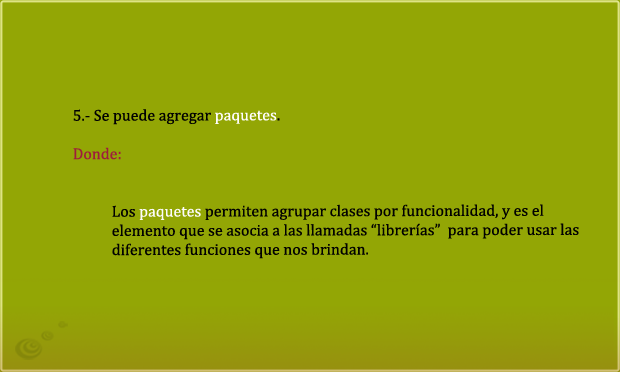 5.- Se puede agregar paquetes.
Donde:
Los paquetes permiten agrupar clases por funcionalidad, y es el
elemento que se asocia a las llamadas “librerías”  para poder usar las
diferentes funciones que nos brindan.